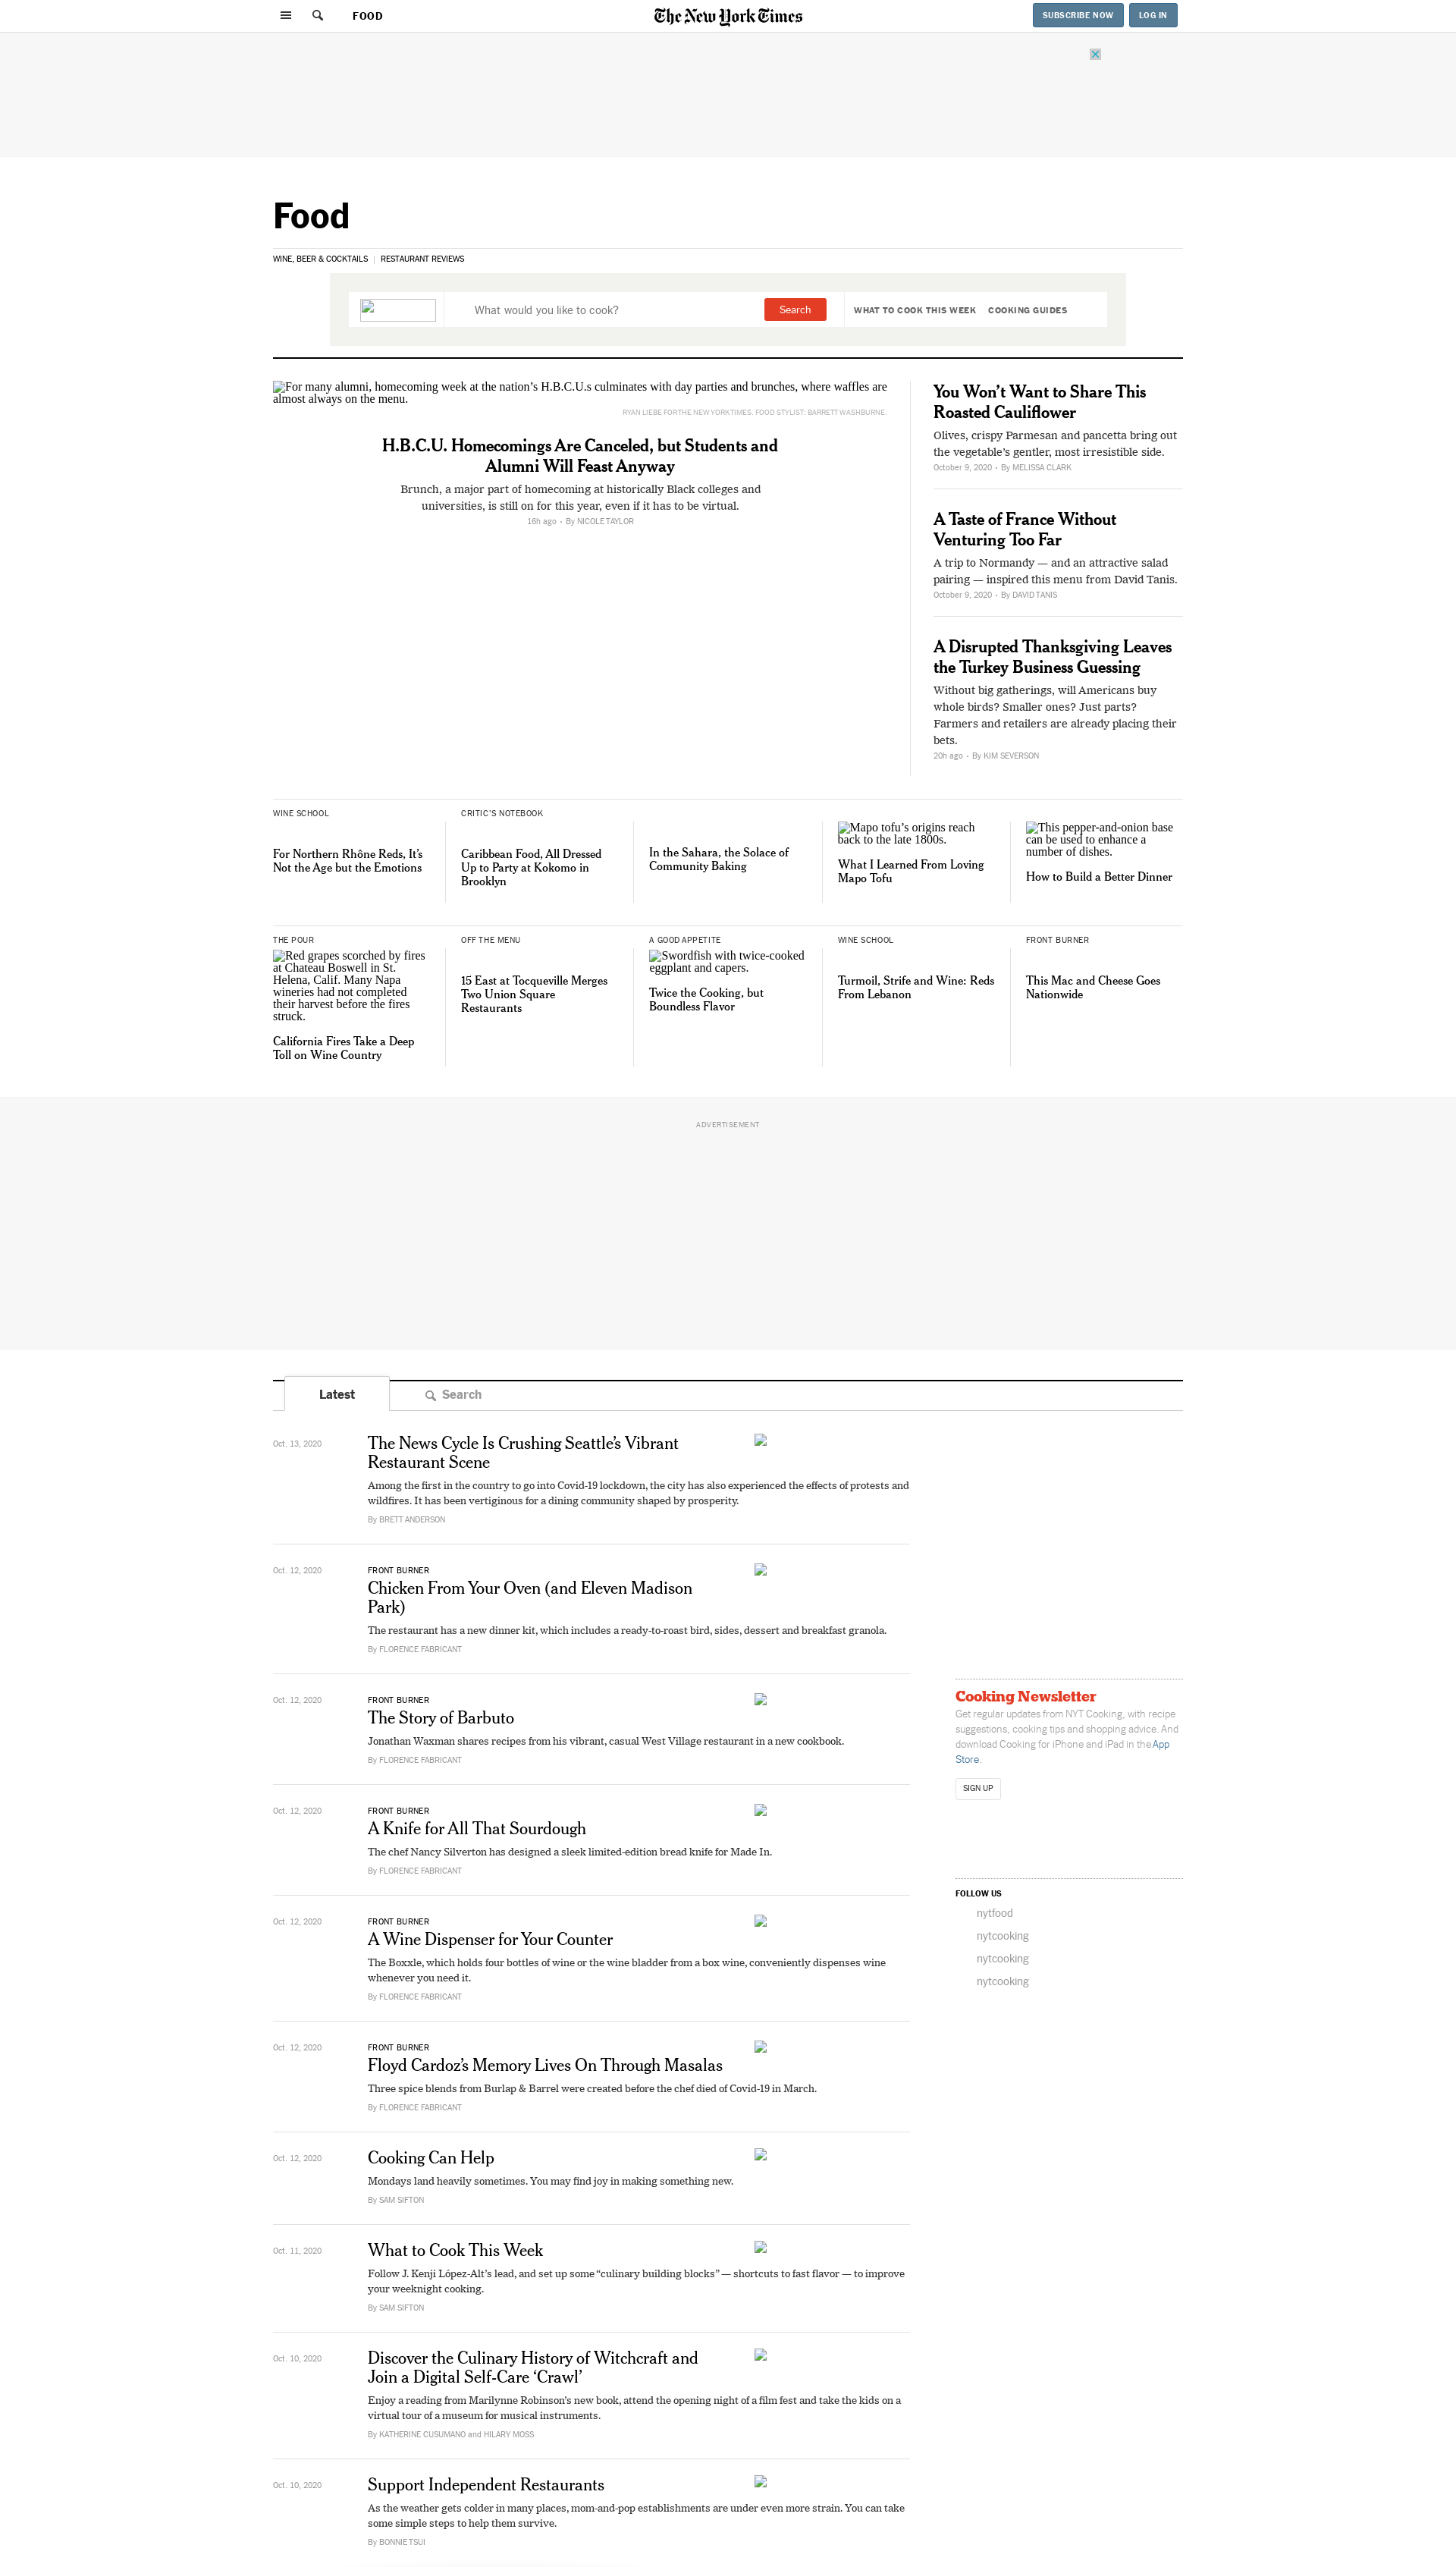 FOOD
The New York Times
SUBSCRIBE NOW
LOG IN
Food
WINE, BEER & COCKTAILS | RESTAURANT REVIEWS
What would you like to cook?
Search
WHAT TO COOK THIS WEEK
COOKING GUIDES
For many alumni, homecoming week at the nation’s H.B.C.U.s culminates with day parties and brunches, where waffles are
almost always on the menu.
RYAN LIEBE FOR THE NEW YORK TIMES. FOOD STYLIST: BARRETT WASHBURNE.
H.B.C.U. Homecomings Are Canceled, but Students and
Alumni Will Feast Anyway
Brunch, a major part of homecoming at historically Black colleges and
universities, is still on for this year, even if it has to be virtual.
16h ago • By NICOLE TAYLOR
You Won’t Want to Share This
Roasted Cauliflower
Olives, crispy Parmesan and pancetta bring out
the vegetable’s gentler, most irresistible side.
October 9, 2020 • By MELISSA CLARK
A Taste of France Without
Venturing Too Far
A trip to Normandy — and an attractive salad
pairing — inspired this menu from David Tanis.
October 9, 2020 • By DAVID TANIS
A Disrupted Thanksgiving Leaves
the Turkey Business Guessing
Without big gatherings, will Americans buy
whole birds? Smaller ones? Just parts?
Farmers and retailers are already placing their
bets.
20h ago • By KIM SEVERSON
WINE SCHOOL
For Northern Rhône Reds, It’s
Not the Age but the Emotions
CRITIC’S NOTEBOOK
Caribbean Food, All Dressed
Up to Party at Kokomo in
Brooklyn
In the Sahara, the Solace of
Community Baking
Mapo tofu’s origins reach
back to the late 1800s.
What I Learned From Loving
Mapo Tofu
This pepper-and-onion base
can be used to enhance a
number of dishes.
How to Build a Better Dinner
THE POUR
Red grapes scorched by fires
at Chateau Boswell in St.
Helena, Calif. Many Napa
wineries had not completed
their harvest before the fires
struck.
California Fires Take a Deep
Toll on Wine Country
OFF THE MENU
15 East at Tocqueville Merges
Two Union Square
Restaurants
A GOOD APPETITE
Swordfish with twice-cooked
eggplant and capers.
Twice the Cooking, but
Boundless Flavor
WINE SCHOOL
Turmoil, Strife and Wine: Reds
From Lebanon
FRONT BURNER
This Mac and Cheese Goes
Nationwide
ADVERTISEMENT
Latest
Search
Oct. 13, 2020
The News Cycle Is Crushing Seattle’s Vibrant
Restaurant Scene
Among the first in the country to go into Covid-19 lockdown, the city has also experienced the effects of protests and
wildfires. It has been vertiginous for a dining community shaped by prosperity.
By BRETT ANDERSON
Oct. 12, 2020
FRONT BURNER
Chicken From Your Oven (and Eleven Madison
Park)
The restaurant has a new dinner kit, which includes a ready-to-roast bird, sides, dessert and breakfast granola.
By FLORENCE FABRICANT
Oct. 12, 2020
FRONT BURNER
The Story of Barbuto
Jonathan Waxman shares recipes from his vibrant, casual West Village restaurant in a new cookbook.
By FLORENCE FABRICANT
Oct. 12, 2020
FRONT BURNER
A Knife for All That Sourdough
The chef Nancy Silverton has designed a sleek limited-edition bread knife for Made In.
By FLORENCE FABRICANT
Oct. 12, 2020
FRONT BURNER
A Wine Dispenser for Your Counter
The Boxxle, which holds four bottles of wine or the wine bladder from a box wine, conveniently dispenses wine
whenever you need it.
By FLORENCE FABRICANT
Oct. 12, 2020
FRONT BURNER
Floyd Cardoz’s Memory Lives On Through Masalas
Three spice blends from Burlap & Barrel were created before the chef died of Covid-19 in March.
By FLORENCE FABRICANT
Oct. 12, 2020
Cooking Can Help
Mondays land heavily sometimes. You may find joy in making something new.
By SAM SIFTON
Oct. 11, 2020
What to Cook This Week
Follow J. Kenji López-Alt’s lead, and set up some “culinary building blocks” — shortcuts to fast flavor — to improve
your weeknight cooking.
By SAM SIFTON
Oct. 10, 2020
Discover the Culinary History of Witchcraft and
Join a Digital Self-Care ‘Crawl’
Enjoy a reading from Marilynne Robinson’s new book, attend the opening night of a film fest and take the kids on a
virtual tour of a museum for musical instruments.
By KATHERINE CUSUMANO and HILARY MOSS
Oct. 10, 2020
Support Independent Restaurants
As the weather gets colder in many places, mom-and-pop establishments are under even more strain. You can take
some simple steps to help them survive.
By BONNIE TSUI
Cooking Newsletter
Get regular updates from NYT Cooking, with recipe
suggestions, cooking tips and shopping advice. And
download Cooking for iPhone and iPad in the App
Store.
SIGN UP
FOLLOW US
nytfood
nytcooking
nytcooking
nytcooking